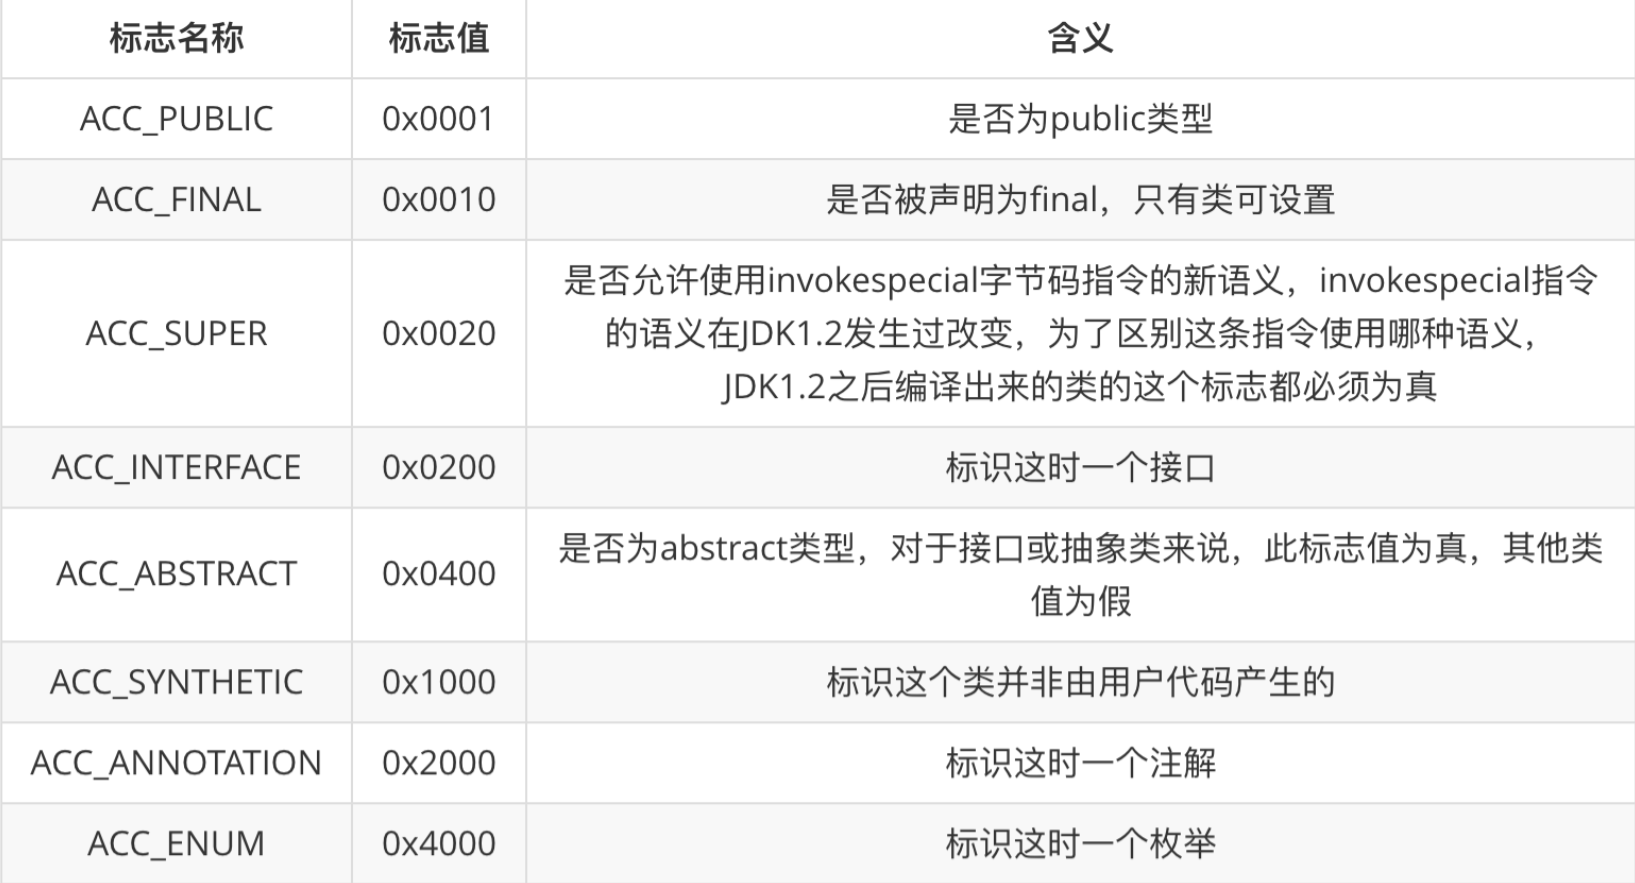 标志名称 标志值 含义
ACC_PUBLIC 0x0001 是否为public类型
ACC_FINAL 0x0010 是否被声明为final，只有类可设置
是否允许使用invokespecial字节码指令的新语义，invokespecial指令
ACC_SUPER 0x0020 的语义在JDK1.2发生过改变，为了区别这条指令使用哪种语义，
JDK1.2之后编译出来的类的这个标志都必须为真
ACC_INTERFACE 0x0200 标识这时一个接口
ACC_ABSTRACT 0x0400 是否为abstract类型，对于接口或抽象类来说，此标志值为真，其他类
值为假
ACC_SYNTHETIC 0x1000 标识这个类并非由用户代码产生的
ACC_ANNOTATION 0x2000 标识这时一个注解
ACC_ENUM 0x4000 标识这时一个枚举